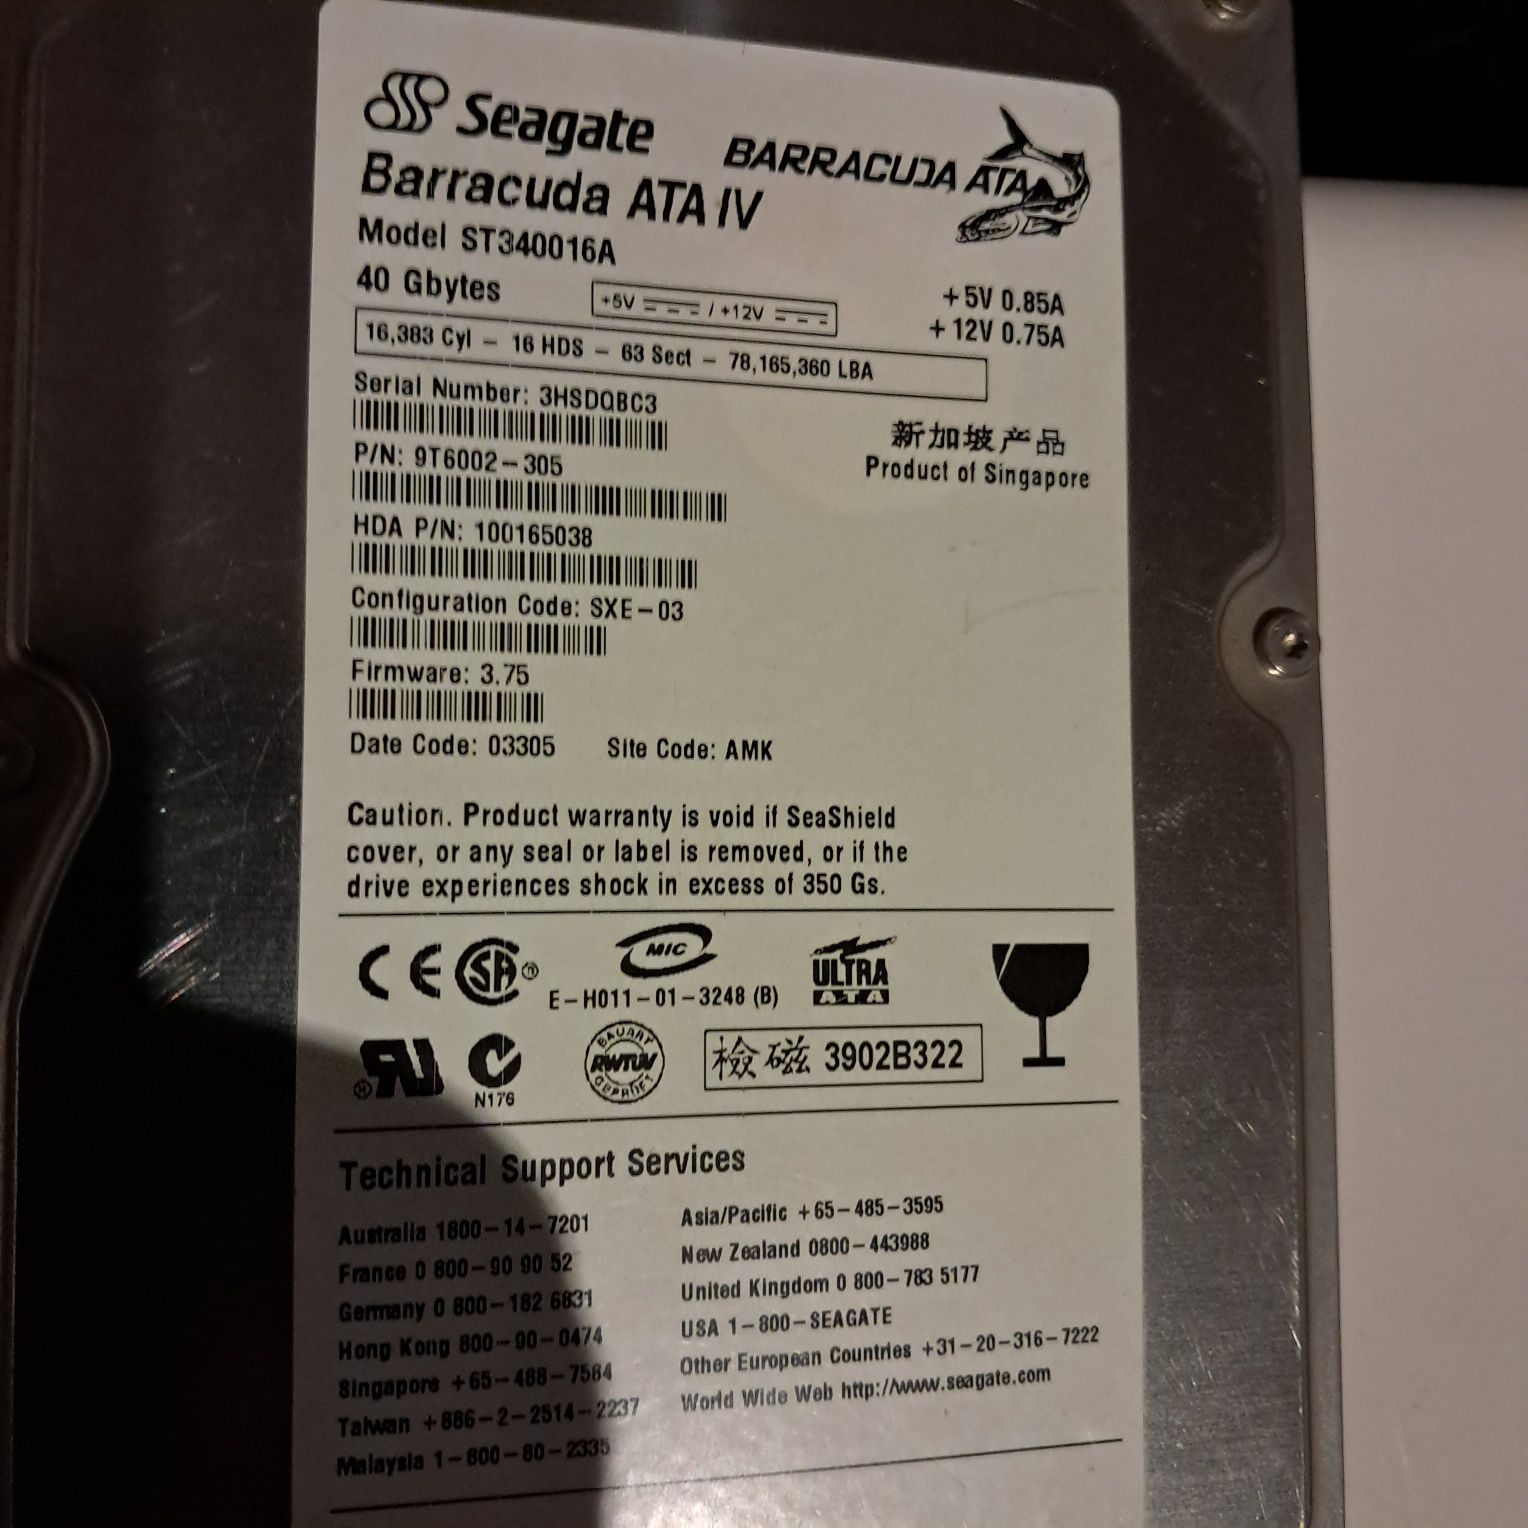 Seagate
BARRACUDA ATA
Barracuda ATA IV
Model ST340016A
40 Gbytes
+5V / +12V
+5V 0.85A
+12V 0.75A
16,383 Cyl – 16 HDS – 63 Sect – 78,165,360 LBA
Serial Number: 3HSDQBC3
新加坡产品
Product of Singapore
P/N: 9T6002–305
HDA P/N: 100165038
Configuration Code: SXE–03
Firmware: 3.75
Date Code: 03305 Site Code: AMK
Caution. Product warranty is void if SeaShield
cover, or any seal or label is removed, or if the
drive experiences shock in excess of 350 Gs.
CE SA ®
MIC
E–H011–01–3248 (B)
ULTRA
ATA
® RU
N176
BAUART
RWTÜV
GEPRÜFT
檢磁 3902B322
Technical Support Services
Australia 1800–14–7201
France 0 800–90 90 52
Germany 0 800–182 6831
Hong Kong 800–90–0474
Singapore +65–488–7584
Taiwan +886–2–2514–2237
Malaysia 1–800–80–2335
Asia/Pacific +65–485–3595
New Zealand 0800–443988
United Kingdom 0 800–783 5177
USA 1–800–SEAGATE
Other European Countries +31–20–316–7222
World Wide Web http://www.seagate.com